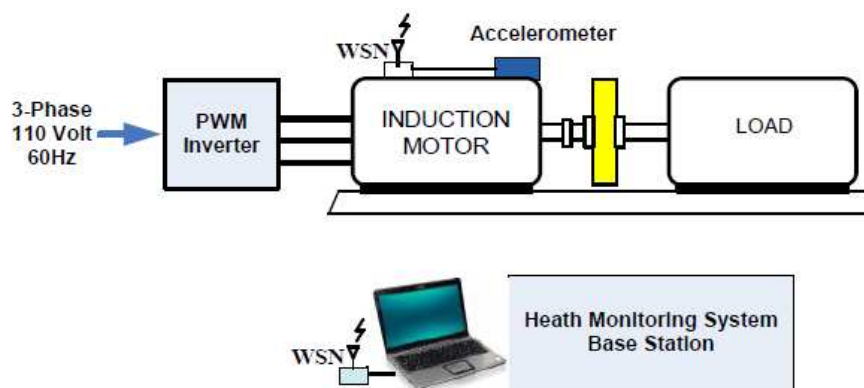 WSN
Accelerometer
3-Phase
110 Volt
60Hz
PWM
Inverter
INDUCTION
MOTOR
LOAD
WSN
Heath Monitoring System
Base Station